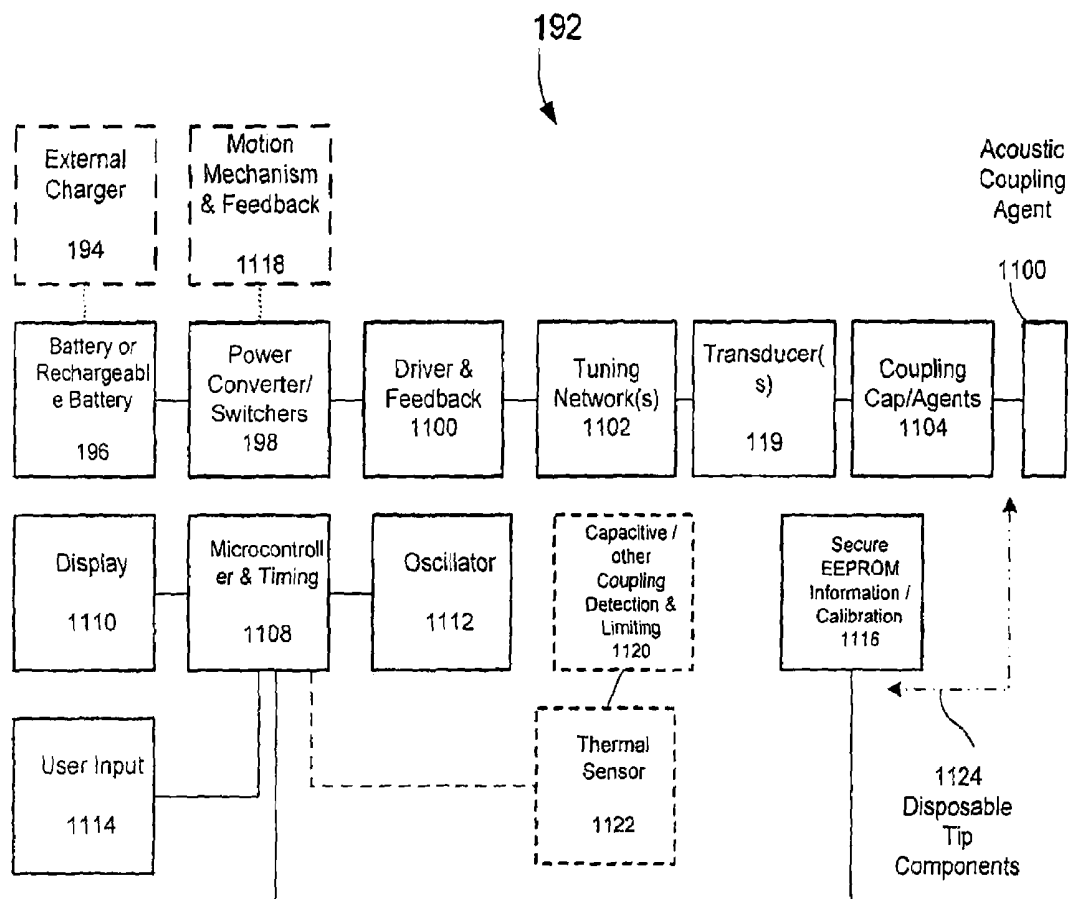 192
External
Charger
194
Motion
Mechanism
& Feedback
1118
Acoustic
Coupling
Agent
1100
Battery or
Rechargeabl
e Battery
196
Power
Converter/
Switchers
198
Driver &
Feedback
1100
Tuning
Network(s)
1102
Transducer(
s)
119
Coupling
Cap/Agents
1104
Display
1110
Microcontroll
er & Timing
1108
Oscillator
1112
Capacitive /
other
Coupling
Detection &
Limiting
1120
Secure
EEPROM
Information /
Calibration
1116
User Input
1114
Thermal
Sensor
1122
1124
Disposable
Tip
Components